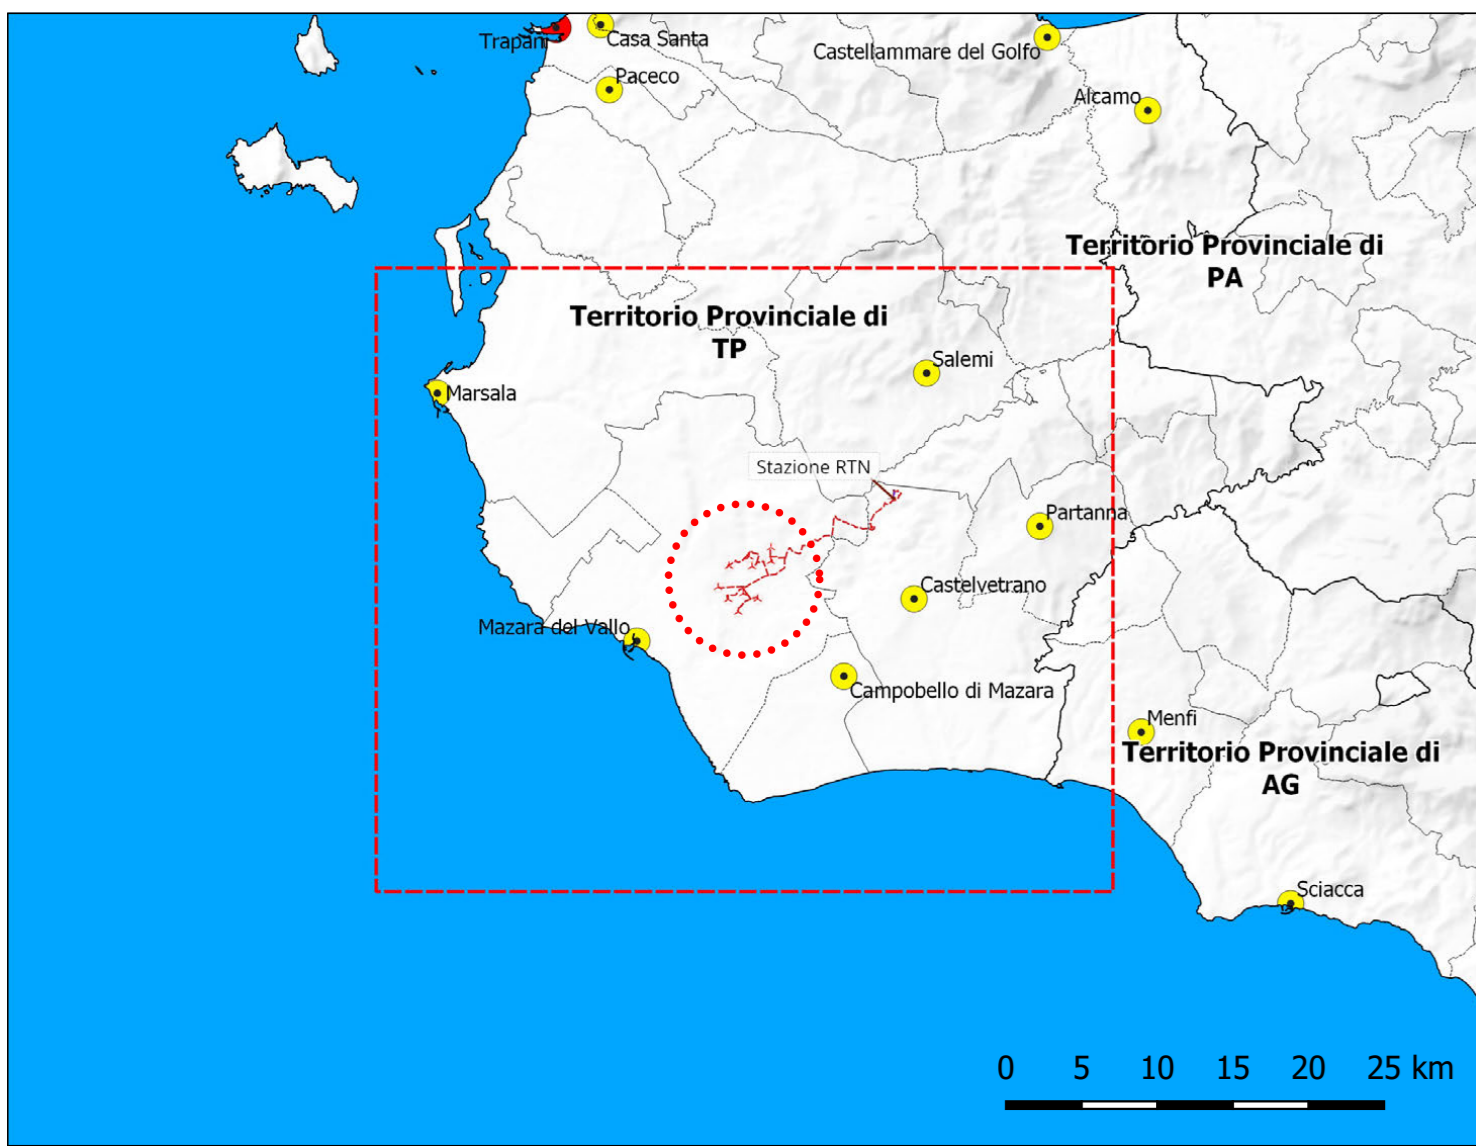 Trapani
Casa Santa
Castellammare del Golfo
Paceco
Alcamo
Territorio Provinciale di
PA
Territorio Provinciale di
TP
Salemi
Marsala
Stazione RTN
Partanna
Castelvetrano
Mazara del Vallo
Campobello di Mazara
Menfi
Territorio Provinciale di
AG
Sciacca
0 5 10 15 20 25 km